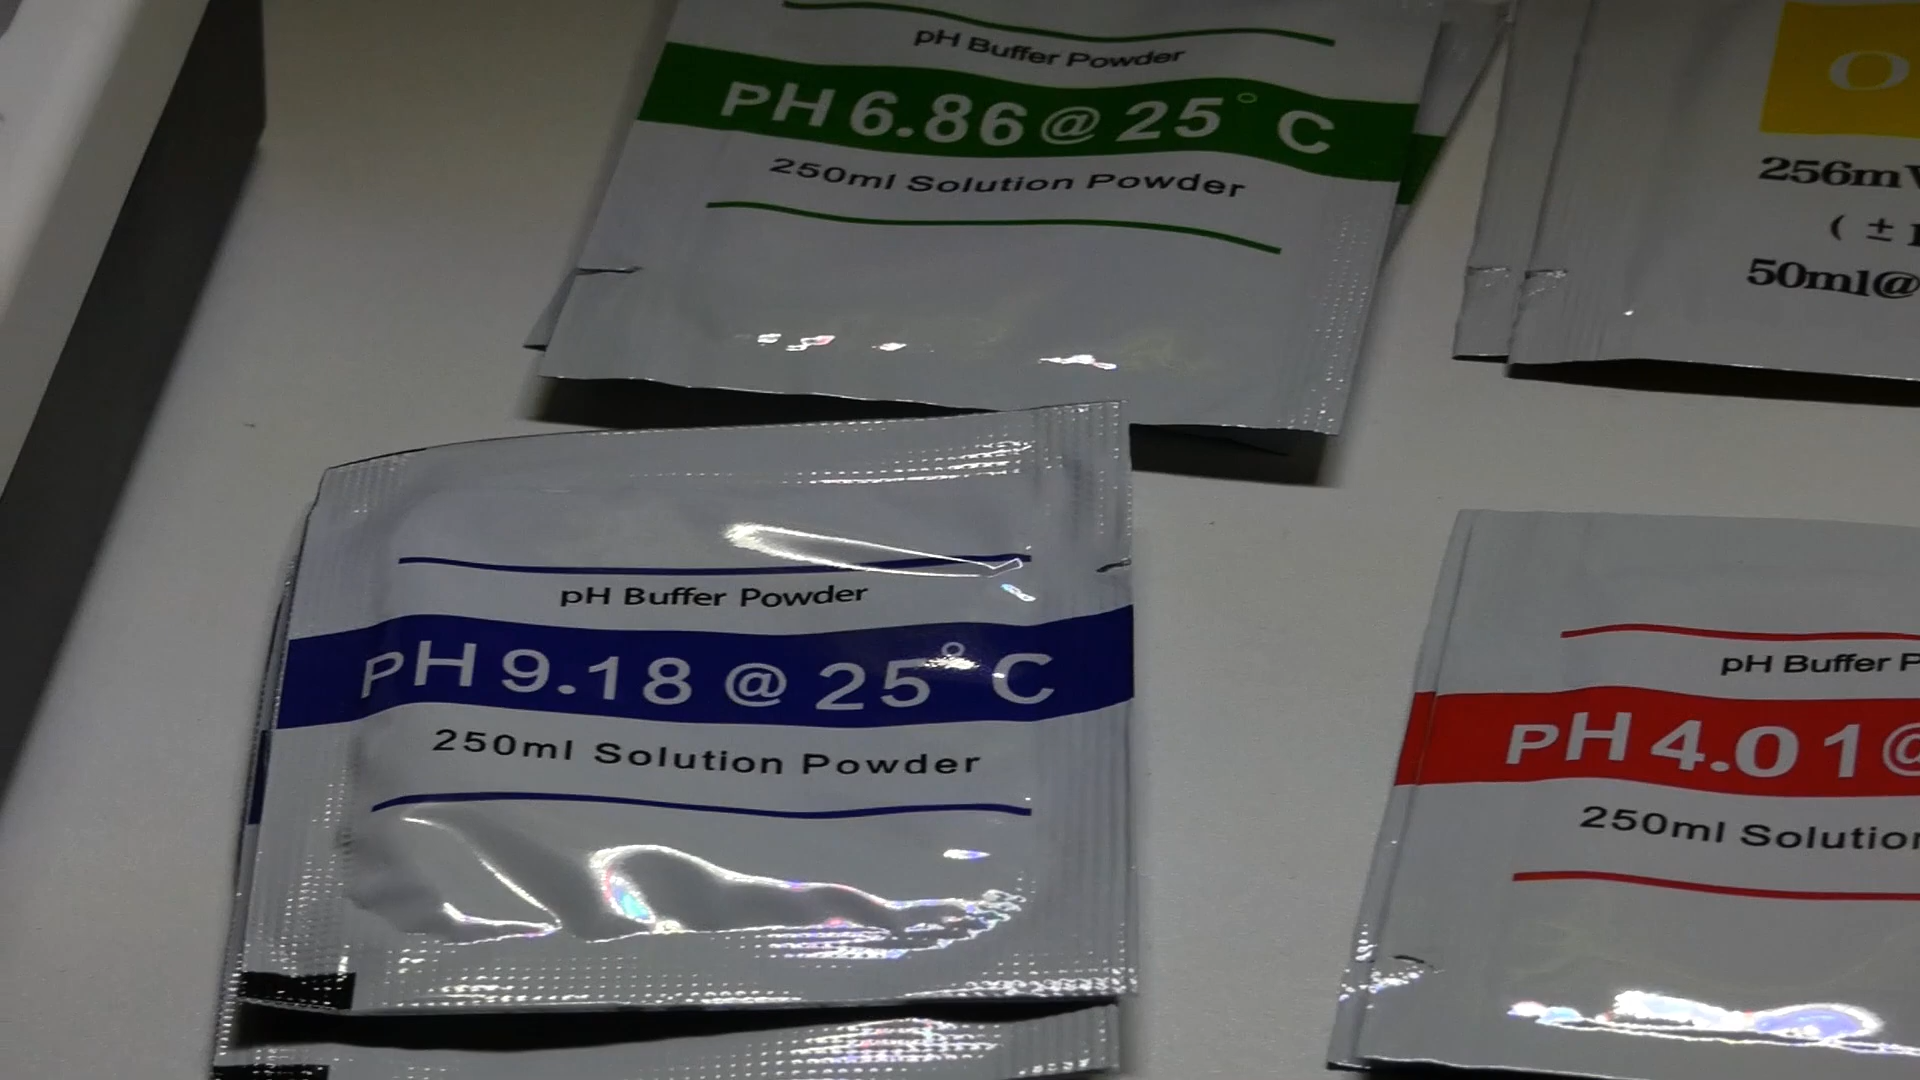 pH Buffer Powder
PH 6.86 @ 25° C
250ml Solution Powder
O
256mV
( ±
50ml@
pH Buffer Powder
PH 9.18 @ 25° C
250ml Solution Powder
pH Buffer P
PH 4.01@
250ml Solution